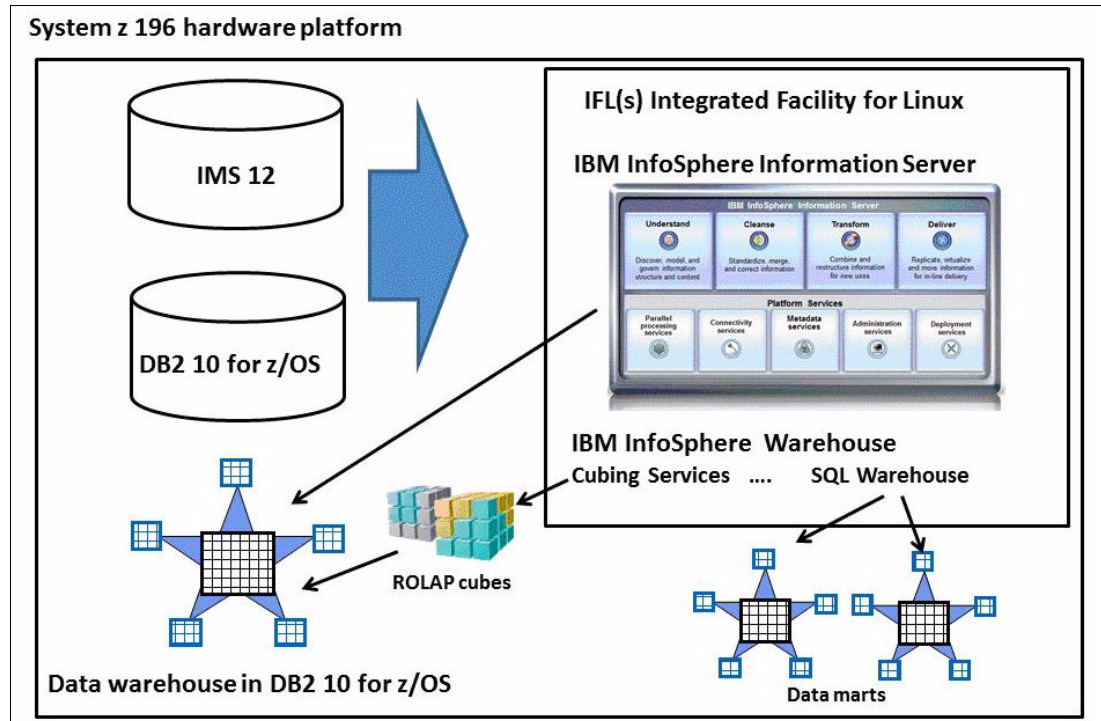 System z 196 hardware platform
IMS 12
DB2 10 for z/OS
IFL(s) Integrated Facility for Linux
IBM InfoSphere Information Server
IBM InfoSphere Information Server
Understand
Discover, model, and
govern information
structure and content
Cleanse
Standardize, merge,
and correct information
Transform
Combine and
restructure information
for new uses
Deliver
Replicate, virtualize
and move information
for in-line delivery
Platform Services
Parallel
processing
services
Connectivity
services
Metadata
services
Administration
services
Deployment
services
IBM InfoSphere Warehouse
Cubing Services .... SQL Warehouse
ROLAP cubes
Data warehouse in DB2 10 for z/OS
Data marts